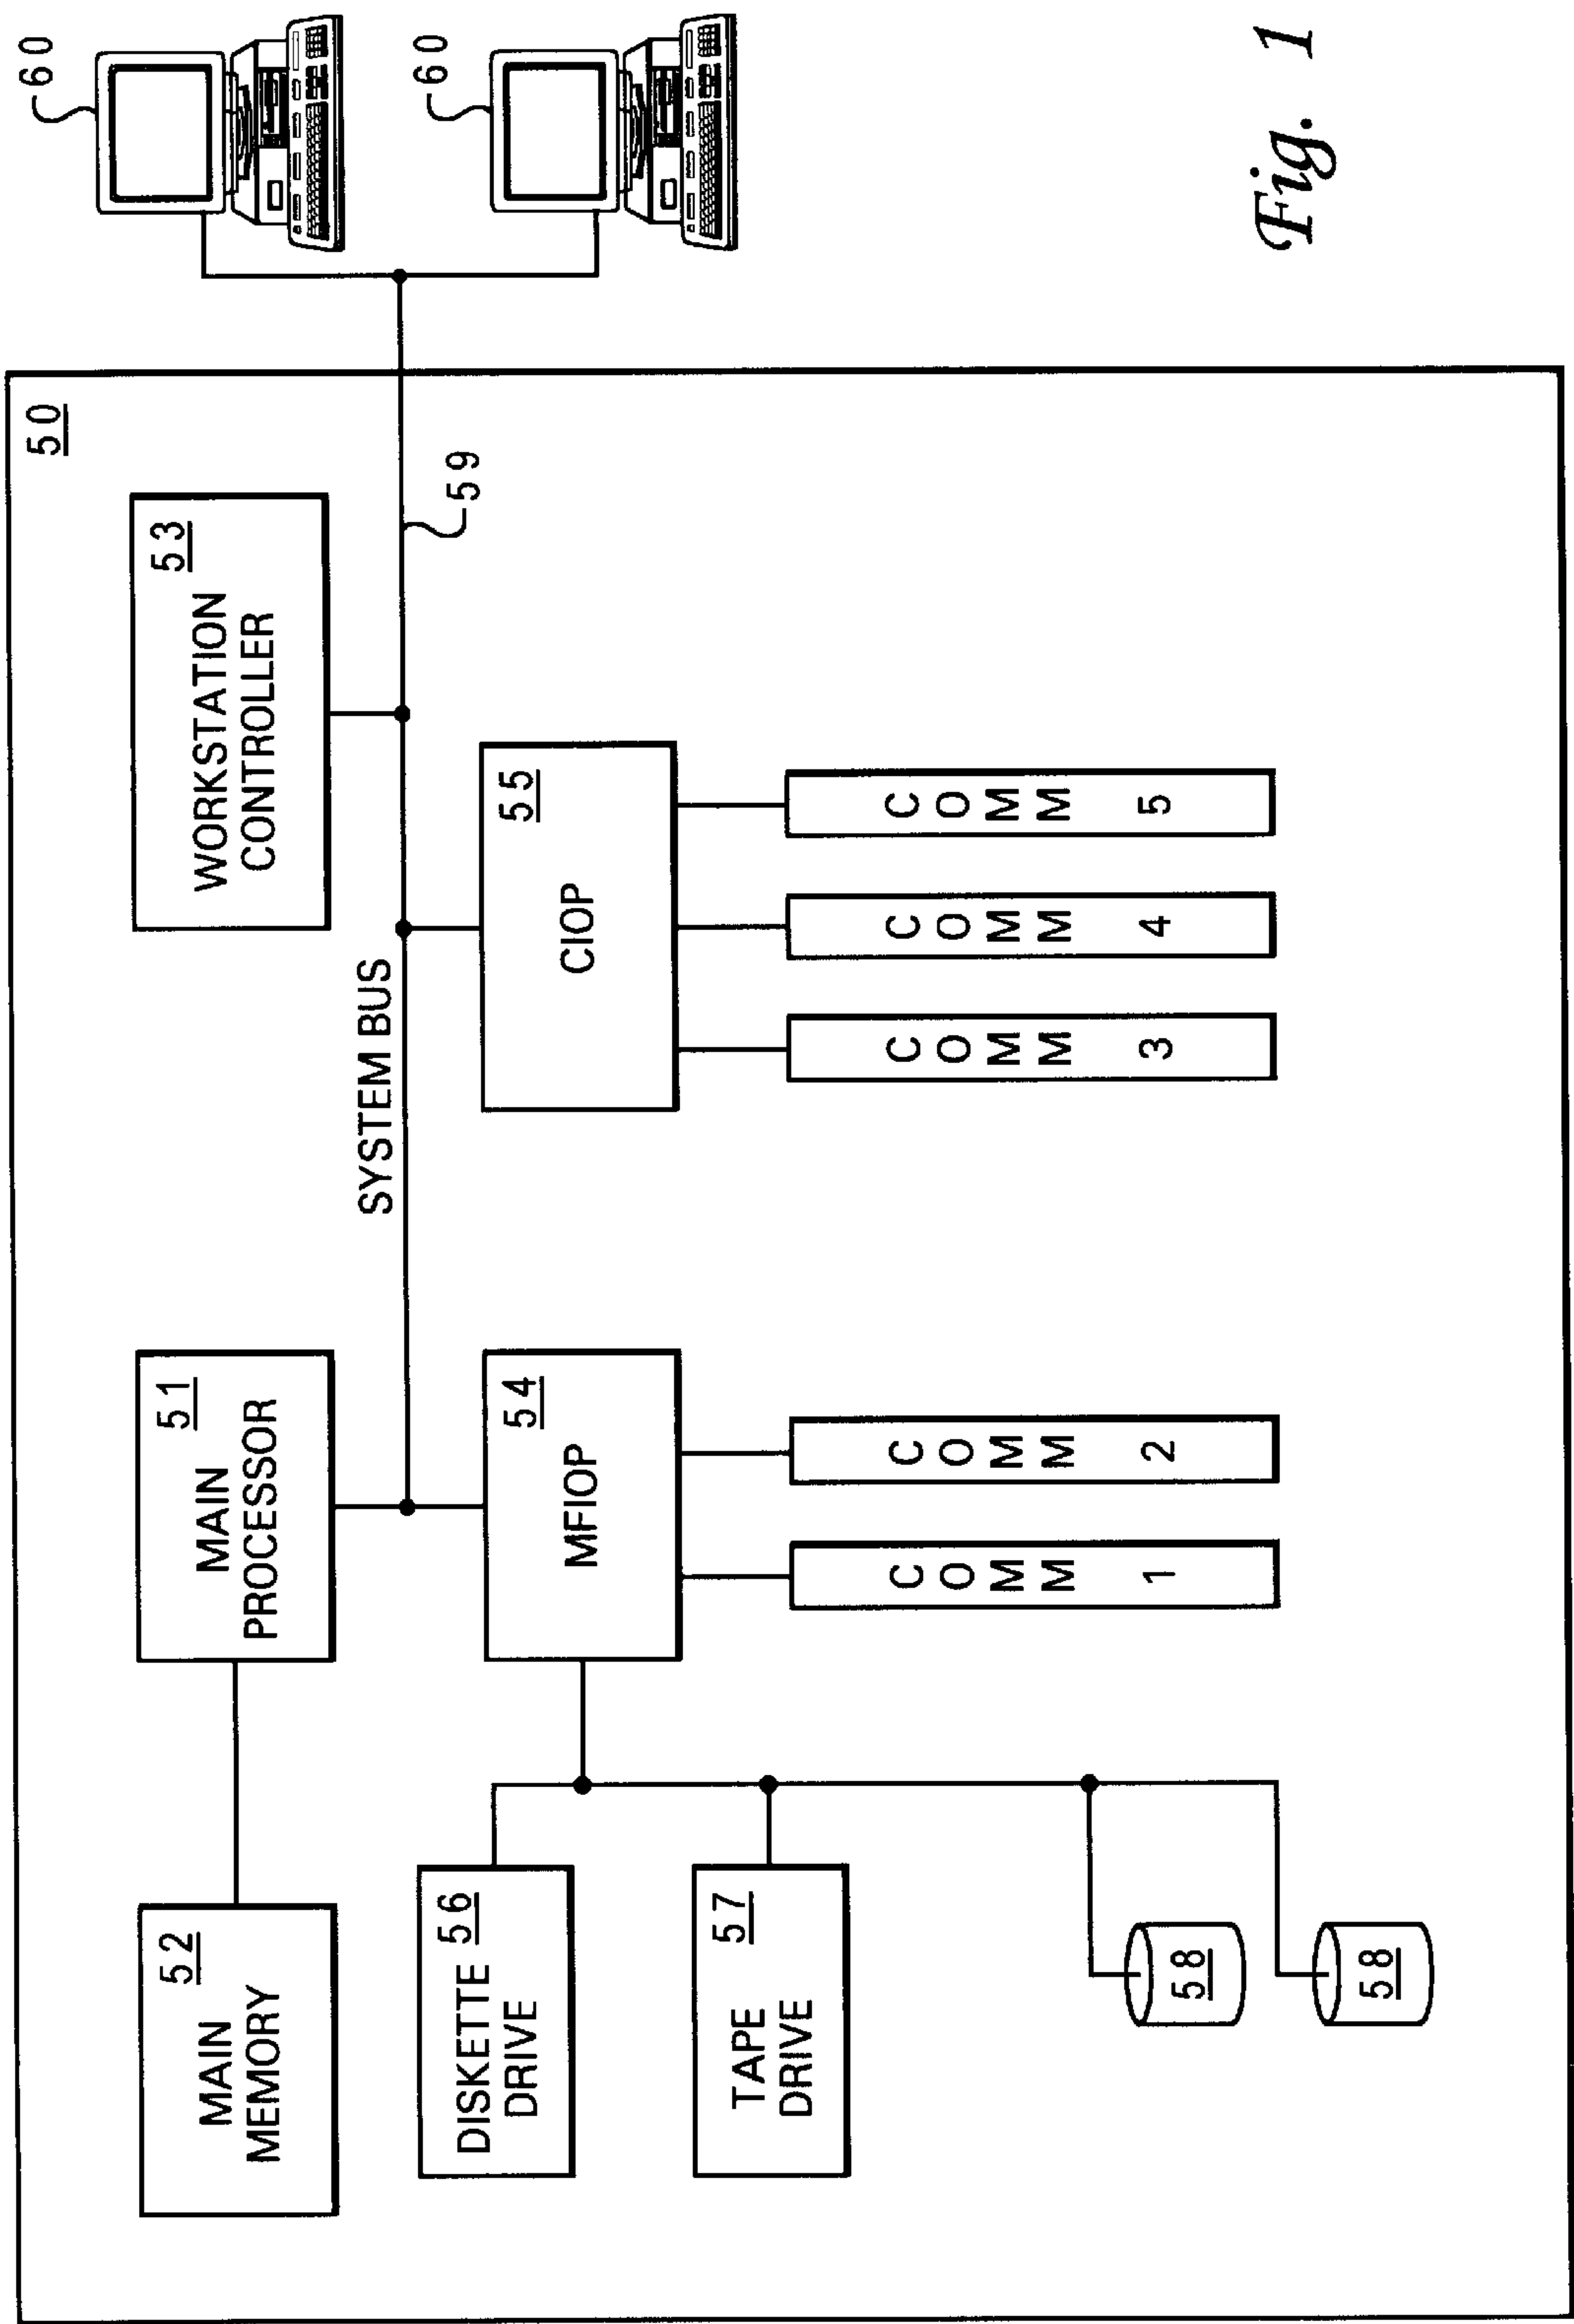 50
MAIN
MEMORY
52
MAIN
PROCESSOR
51
WORKSTATION
CONTROLLER
53
60
SYSTEM BUS
59
DISKETTE
DRIVE
56
MFIOP
54
CIOP
55
60
TAPE
DRIVE
57
COMM 1
COMM 2
COMM 3
COMM 4
COMM 5
58
58
Fig. 1